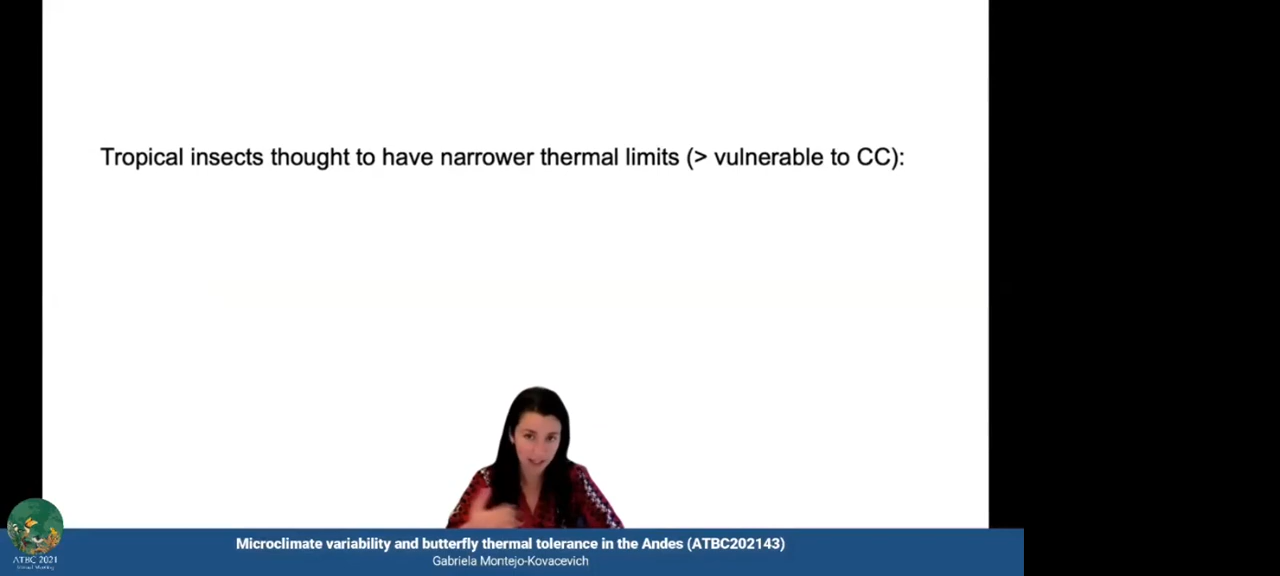 Tropical insects thought to have narrower thermal limits (> vulnerable to CC):
Microclimate variability and butterfly thermal tolerance in the Andes (ATBC202143)
Gabriela Montejo-Kovacevich
ATBC 2021